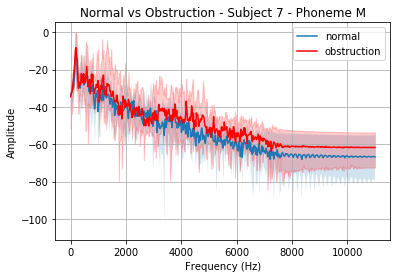 Normal vs Obstruction - Subject 7 - Phoneme M
normal
obstruction
Amplitude
0
−20
−40
−60
−80
−100
0 2000 4000 6000 8000 10000
Frequency (Hz)